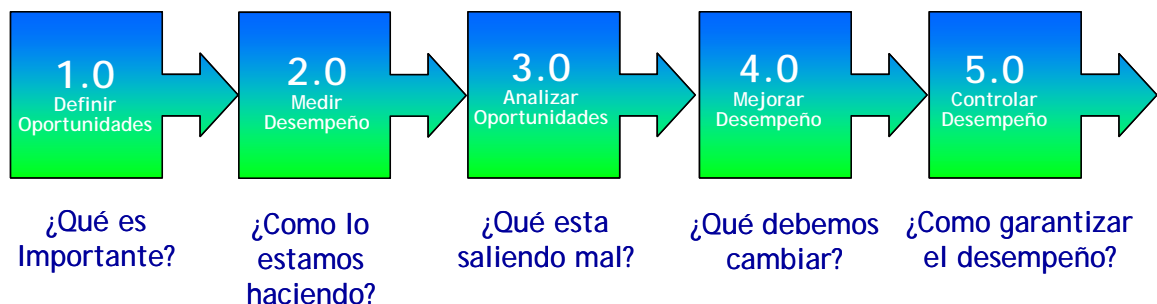 1.0
Definir
Oportunidades
2.0
Medir
Desempeño
3.0
Analizar
Oportunidades
4.0
Mejorar
Desempeño
5.0
Controlar
Desempeño
¿Qué es
Importante?
¿Como lo
estamos
haciendo?
¿Qué esta
saliendo mal?
¿Qué debemos
cambiar?
¿Como garantizar
el desempeño?